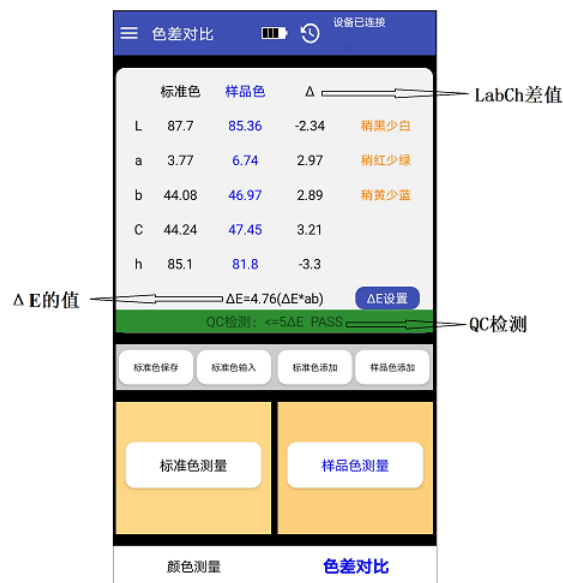 设备已连接
色差对比
标准色 样品色 Δ
LabCh差值
L 87.7 85.36 -2.34 稍黑少白
a 3.77 6.74 2.97 稍红少绿
b 44.08 46.97 2.89 稍黄少蓝
C 44.24 47.45 3.21
h 85.1 81.8 -3.3
ΔE的值
ΔE=4.76(ΔE*ab) ΔE设置
QC检测：<=5ΔE PASS
QC检测
标准色保存 标准色输入 标准色添加 样品色添加
标准色测量 样品色测量
颜色测量 色差对比